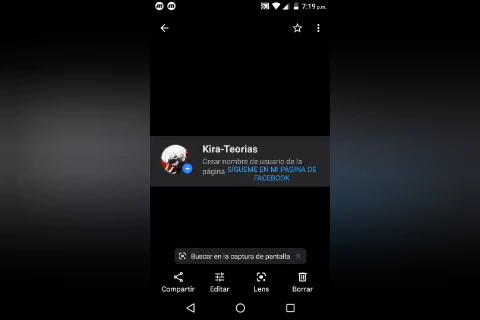 7:19 p.m.
Kira-Teorias
Crear nombre de usuario de la
página SÍGUEME EN MI PAGINA DE
FACEBOOK
Buscar en la captura de pantalla
Compartir Editar Lens Borrar